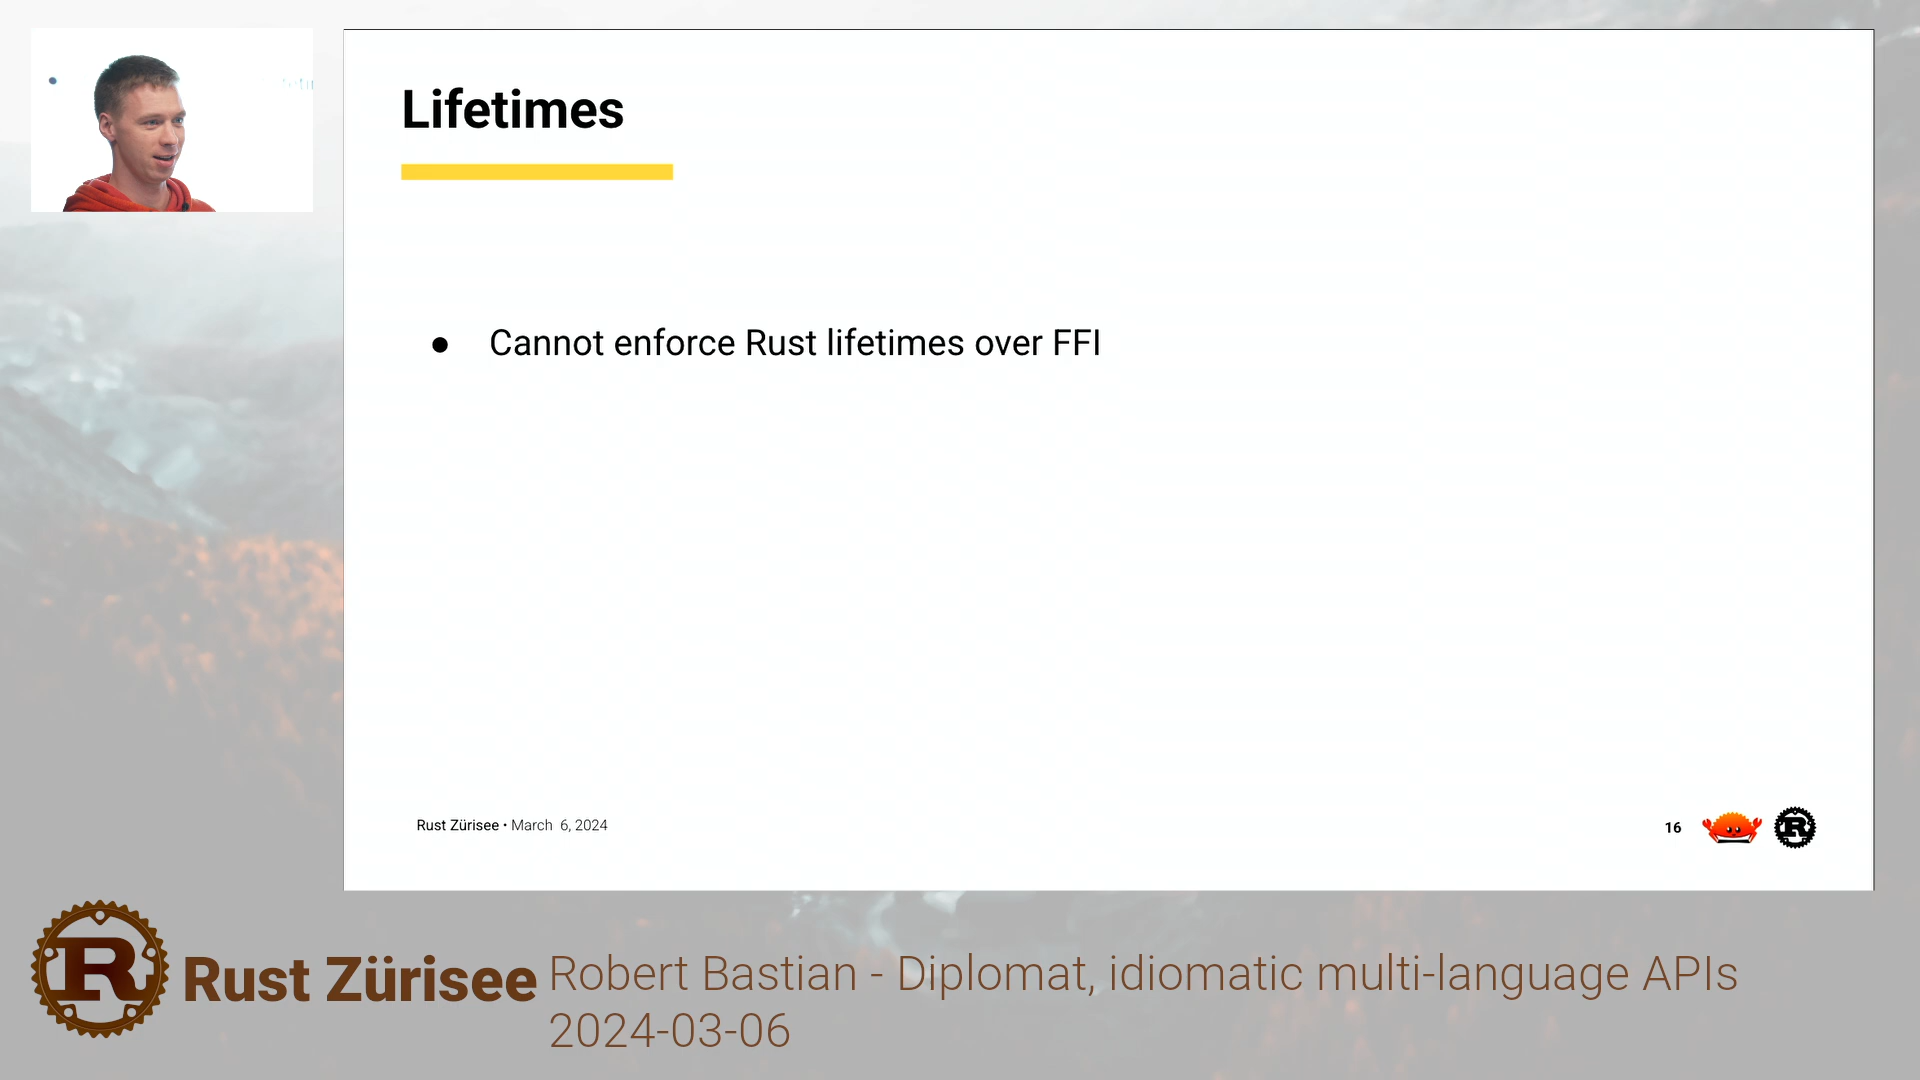 Lifetimes
● Cannot enforce Rust lifetimes over FFI
Rust Zürisee • March 6, 2024
16
R
R
Rust Zürisee
Robert Bastian - Diplomat, idiomatic multi-language APIs
2024-03-06